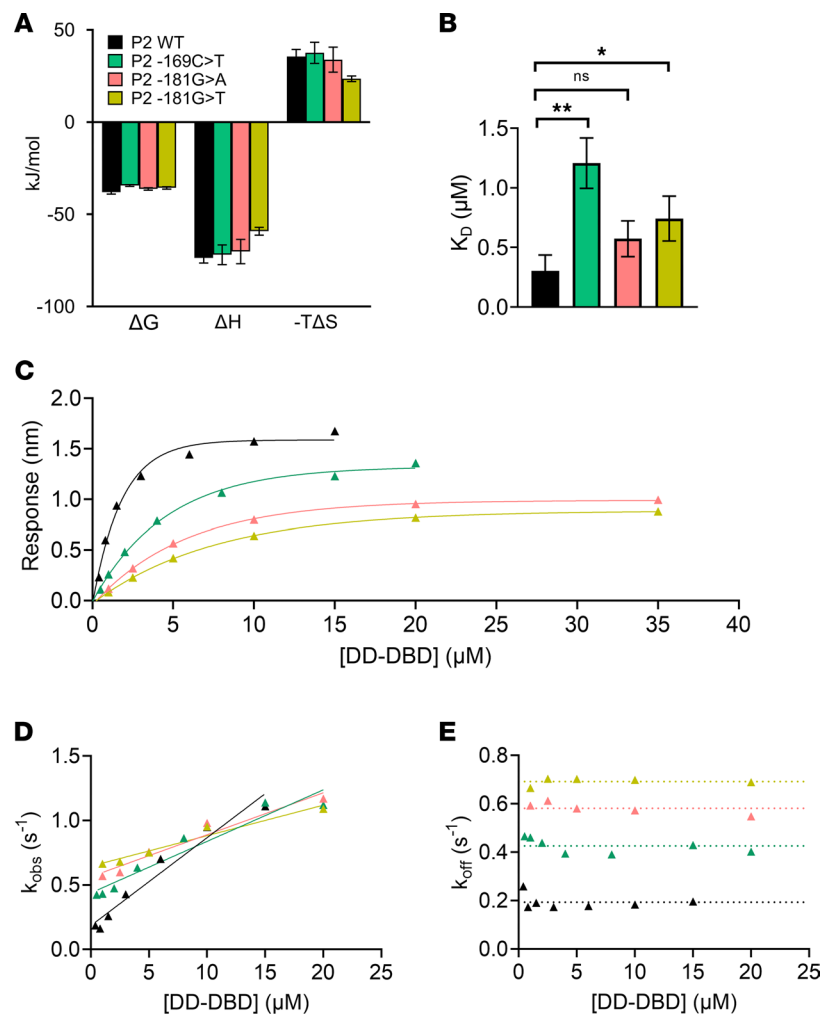 A
P2 WT
P2 -169C>T
P2 -181G>A
P2 -181G>T
50
0
-50
-100
kJ/mol
ΔG ΔH -TΔS
B
*
ns
**
1.5
1.0
0.5
0.0
K_D (μM)
C
2.0
1.5
1.0
0.5
0.0
Response (nm)
0 5 10 15 20 25 30 35 40
[DD-DBD] (μM)
D
1.5
1.0
0.5
0.0
k_obs (s⁻¹)
0 5 10 15 20 25
[DD-DBD] (μM)
E
0.8
0.6
0.4
0.2
0.0
k_off (s⁻¹)
0 5 10 15 20 25
[DD-DBD] (μM)